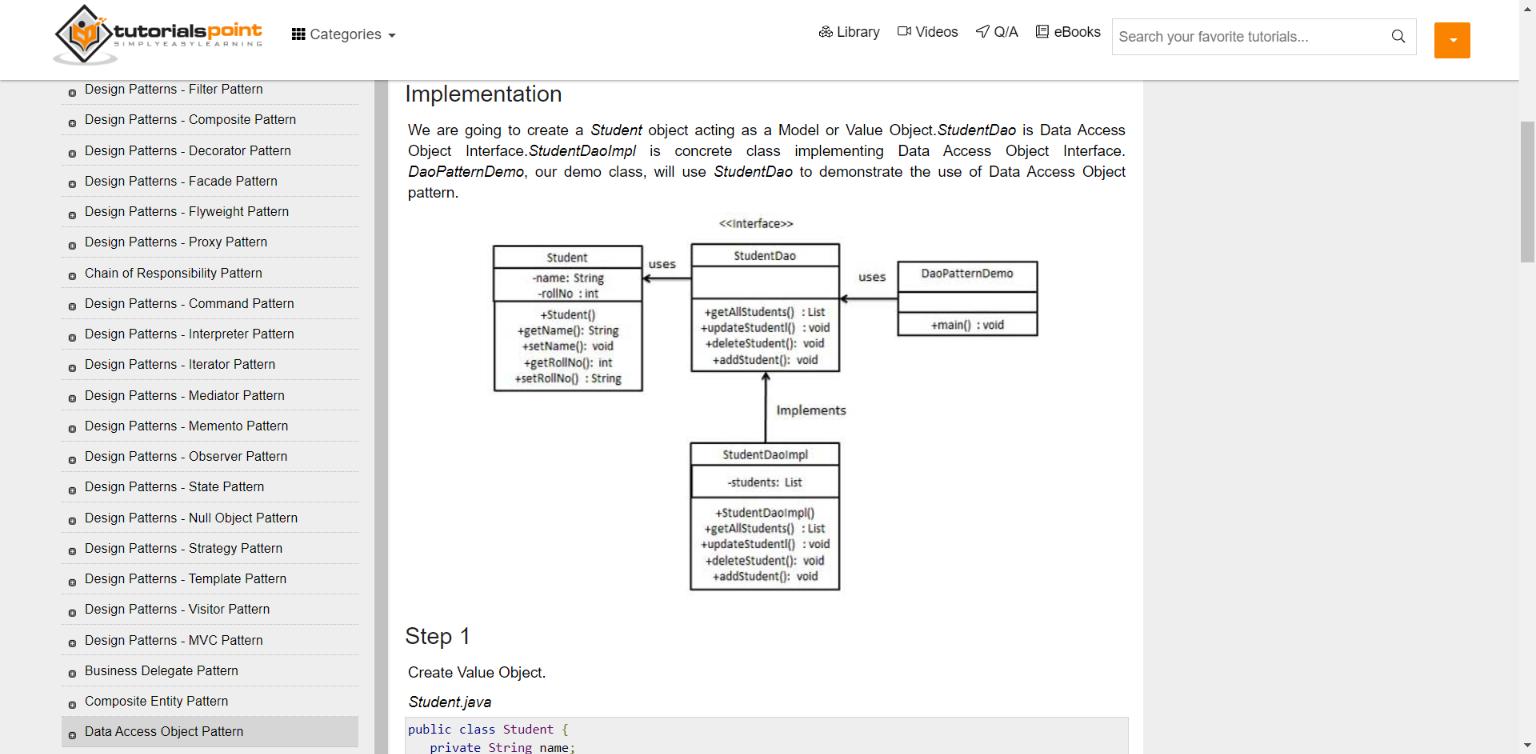 tutorialspoint
SIMPLYEASYLEARNING
Categories
Library
Videos
Q/A
eBooks
Search your favorite tutorials...
Design Patterns - Filter Pattern
Design Patterns - Composite Pattern
Design Patterns - Decorator Pattern
Design Patterns - Facade Pattern
Design Patterns - Flyweight Pattern
Design Patterns - Proxy Pattern
Chain of Responsibility Pattern
Design Patterns - Command Pattern
Design Patterns - Interpreter Pattern
Design Patterns - Iterator Pattern
Design Patterns - Mediator Pattern
Design Patterns - Memento Pattern
Design Patterns - Observer Pattern
Design Patterns - State Pattern
Design Patterns - Null Object Pattern
Design Patterns - Strategy Pattern
Design Patterns - Template Pattern
Design Patterns - Visitor Pattern
Design Patterns - MVC Pattern
Business Delegate Pattern
Composite Entity Pattern
Data Access Object Pattern
Implementation
We are going to create a Student object acting as a Model or Value Object.StudentDao is Data Access
Object Interface.StudentDaoImpl is concrete class implementing Data Access Object Interface.
DaoPatternDemo, our demo class, will use StudentDao to demonstrate the use of Data Access Object
pattern.
<<Interface>>
Student
-name: String
-rollNo : int
+Student()
+getName(): String
+setName(): void
+getRollNo(): int
+setRollNo() : String
uses
StudentDao
+getAllStudents() : List
+updateStudentl() : void
+deleteStudent(): void
+addStudent(): void
uses
DaoPatternDemo
+main() : void
Implements
StudentDaoImpl
-students: List
+StudentDaoImpl()
+getAllStudents() : List
+updateStudentl() : void
+deleteStudent(): void
+addStudent(): void
Step 1
Create Value Object.
Student.java
public class Student {
private String name;